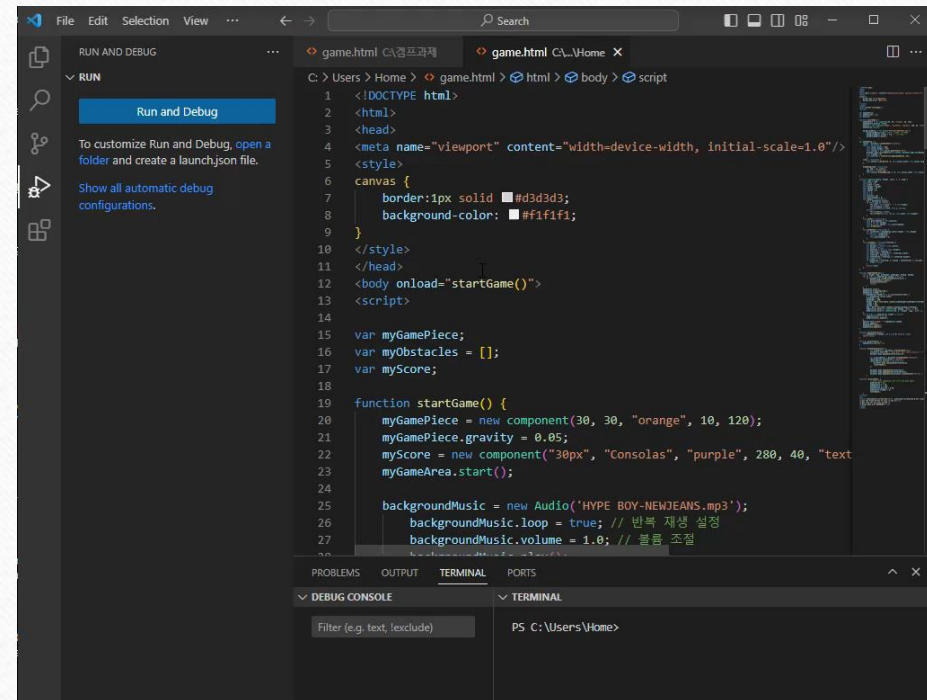 File Edit Selection View ··· Search
RUN AND DEBUG ···
RUN
Run and Debug
To customize Run and Debug, open a
folder and create a launch.json file.
Show all automatic debug
configurations.
game.html C:\겜프과제 game.html C:\...\Home
C: > Users > Home > game.html > html > body > script
1 <!DOCTYPE html>
2 <html>
3 <head>
4 <meta name="viewport" content="width=device-width, initial-scale=1.0"/>
5 <style>
6 canvas {
7 border:1px solid #d3d3d3;
8 background-color: #f1f1f1;
9 }
10 </style>
11 </head>
12 <body onload="startGame()">
13 <script>
14
15 var myGamePiece;
16 var myObstacles = [];
17 var myScore;
18
19 function startGame() {
20 myGamePiece = new component(30, 30, "orange", 10, 120);
21 myGamePiece.gravity = 0.05;
22 myScore = new component("30px", "Consolas", "purple", 280, 40, "text
23 myGameArea.start();
24
25 backgroundMusic = new Audio('HYPE BOY-NEWJEANS.mp3');
26 backgroundMusic.loop = true; // 반복 재생 설정
27 backgroundMusic.volume = 1.0; // 볼륨 조절
PROBLEMS OUTPUT TERMINAL PORTS
DEBUG CONSOLE TERMINAL
Filter (e.g. text, !exclude) PS C:\Users\Home>